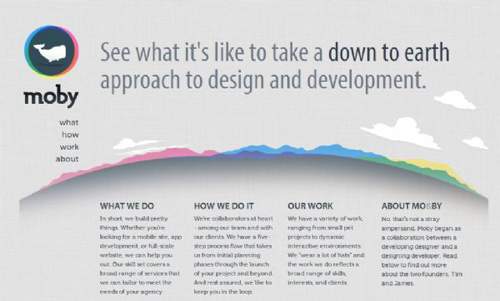 See what it's like to take a down to earth
approach to design and development.
moby
what
how
work
about
WHAT WE DO
In short, we build pretty
things. Whether you're
looking for a mobile site, app
development, or full-scale
website, we can help you
out. Our skill set covers a
broad range of services that
we can tailor to meet the
needs of your agency
HOW WE DO IT
We're collaborators at heart
- among our team and with
our clients. We have a five-
step process flow that takes
us from initial planning
phases through the launch
of your project and beyond.
And rest assured, we like to
keep you in the loop.
OUR WORK
We have a variety of work,
ranging from small pet
projects to dynamic
interactive environments.
We "wear a lot of hats" and
the work we do reflects a
broad range of skills,
interests, and clients
ABOUT MO&BY
No, that's not a stray
ampersand. Moby began as
a collaboration between a
developing designer and a
designing developer. Read
below to find out more
about the two founders, Tim
and James.